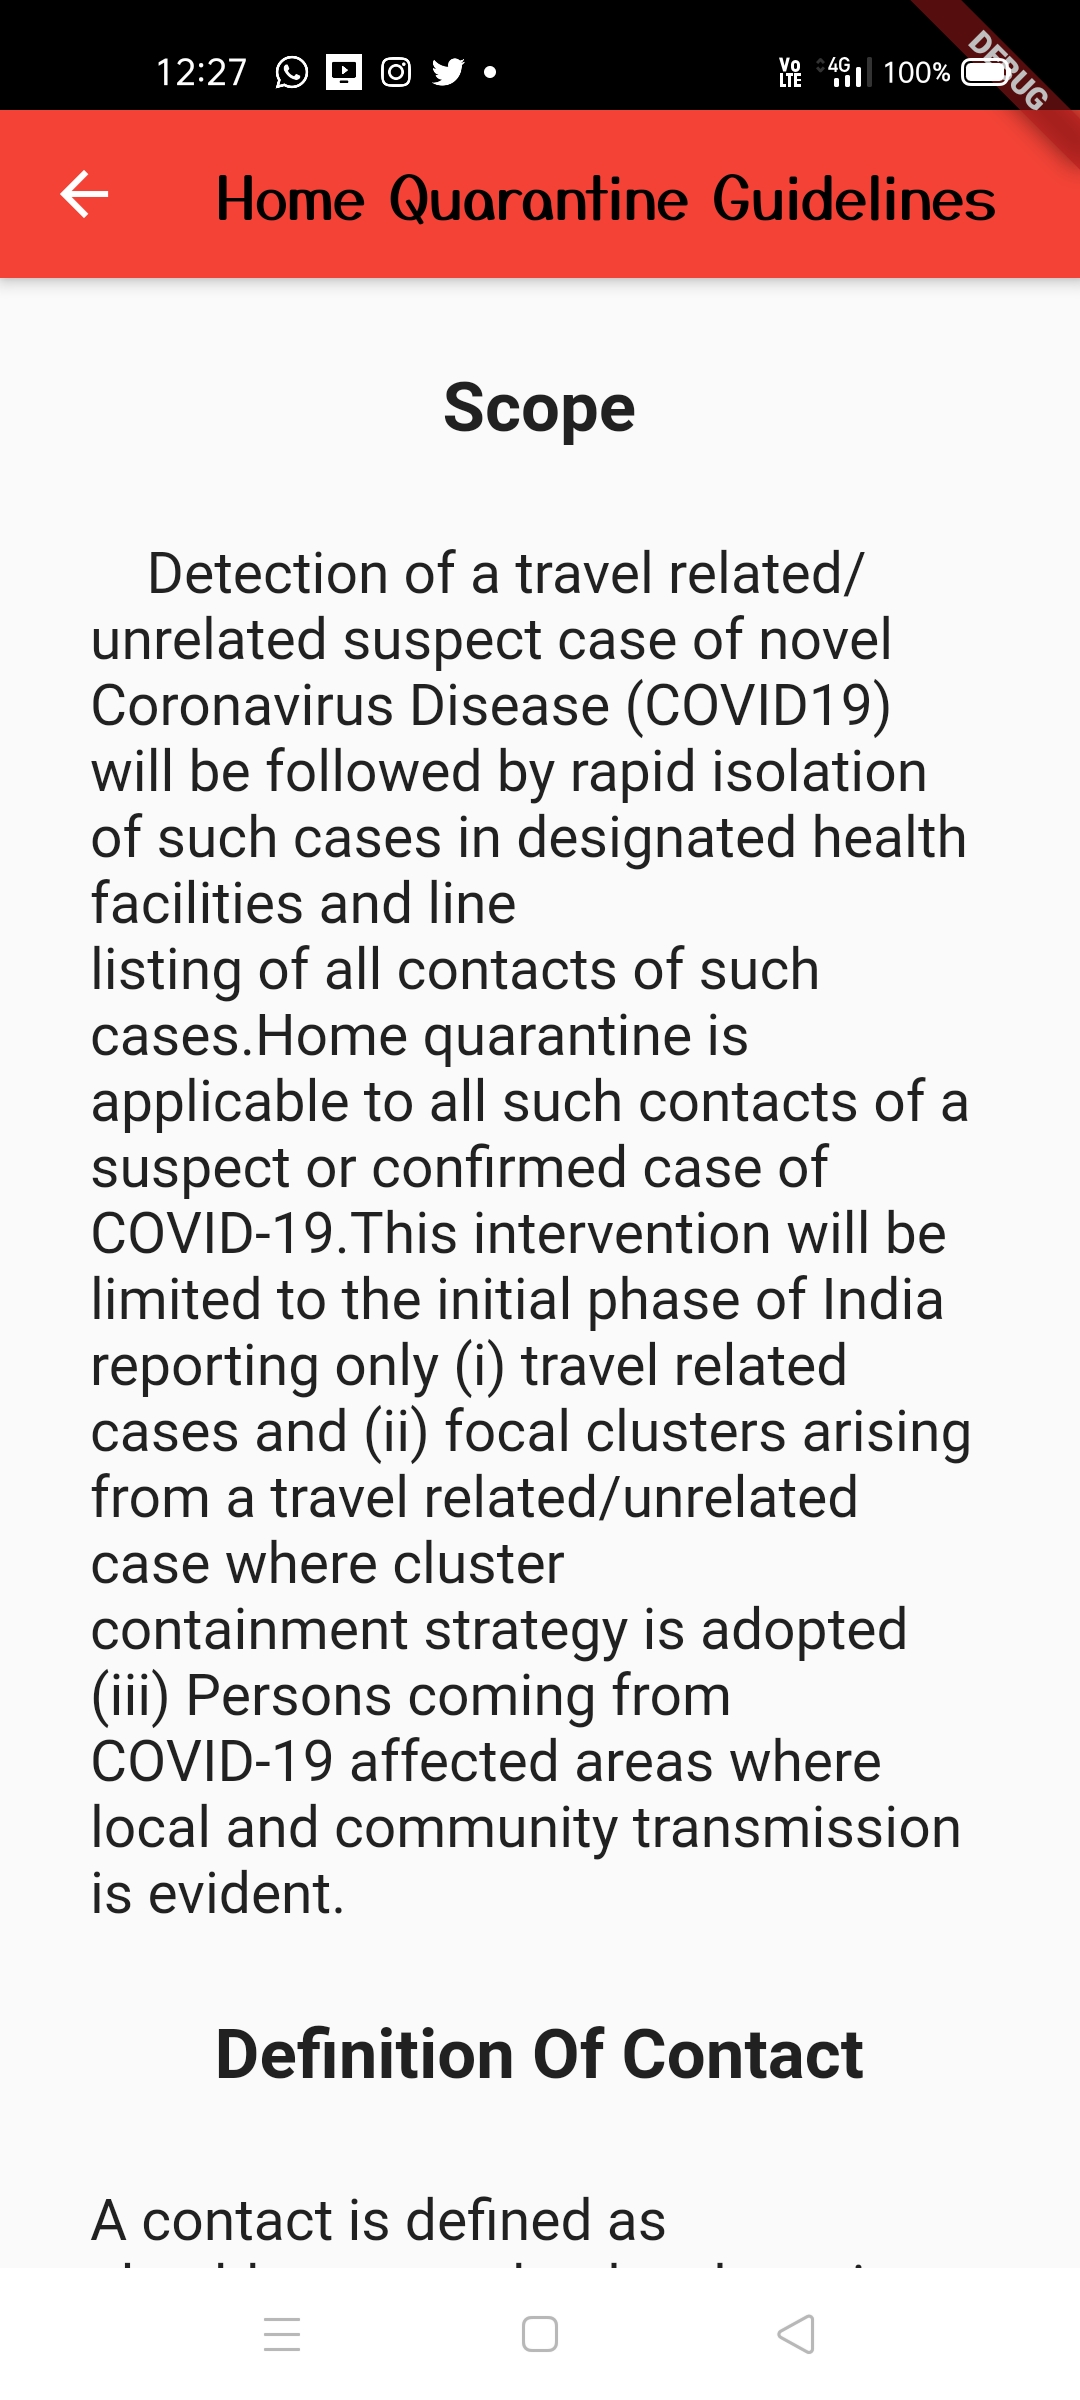 12:27
Vo
LTE
4G
100%
DEBUG
Home Quarantine Guidelines
Scope
Detection of a travel related/
unrelated suspect case of novel
Coronavirus Disease (COVID19)
will be followed by rapid isolation
of such cases in designated health
facilities and line
listing of all contacts of such
cases.Home quarantine is
applicable to all such contacts of a
suspect or confirmed case of
COVID-19.This intervention will be
limited to the initial phase of India
reporting only (i) travel related
cases and (ii) focal clusters arising
from a travel related/unrelated
case where cluster
containment strategy is adopted
(iii) Persons coming from
COVID-19 affected areas where
local and community transmission
is evident.
Definition Of Contact
A contact is defined as